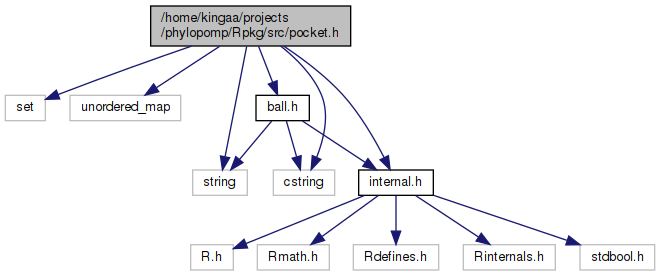 /home/kingaa/projects
/phylopomp/Rpkg/src/pocket.h
set
unordered_map
ball.h
string
cstring
internal.h
R.h
Rmath.h
Rdefines.h
Rinternals.h
stdbool.h